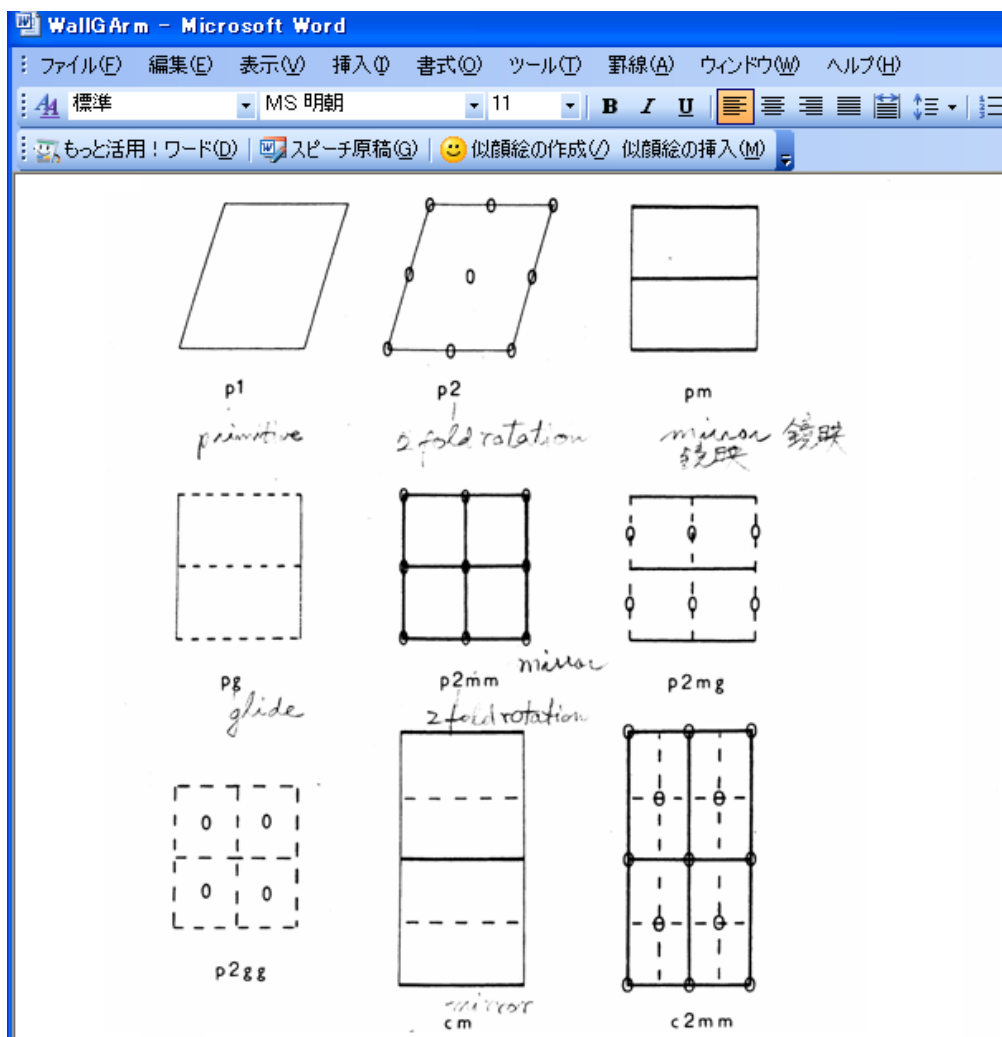 WallGArm - Microsoft Word
ファイル(F) 編集(E) 表示(V) 挿入(I) 書式(O) ツール(T) 罫線(A) ウィンドウ(W) ヘルプ(H)
標準 MS 明朝 11 B I U
もっと活用！ワード(D) スピーチ原稿(G) 似顔絵の作成(/) 似顔絵の挿入(M)
p1 p2 pm
primitive 2 fold rotation mirror 鏡映
鏡映
mirror
pg p2mm p2mg
glide 2 fold rotation
p2gg
mirror
cm c2mm